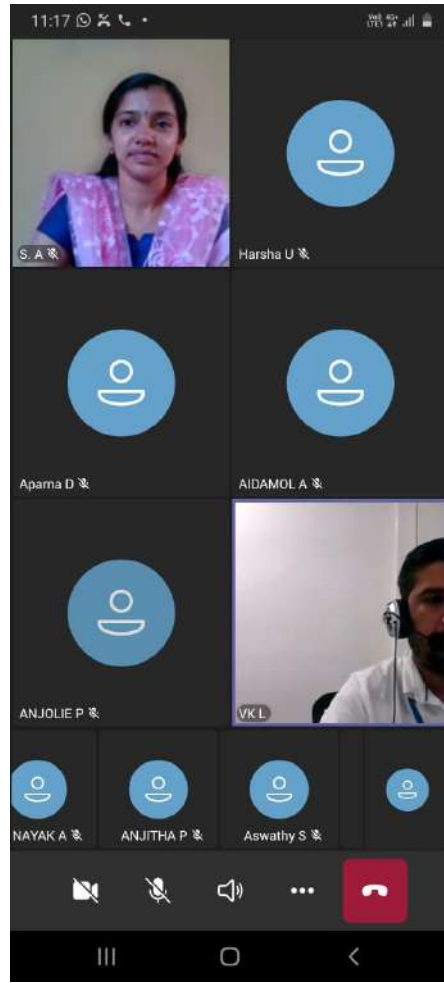 11:17
S. A
Harsha U
Aparna D
AIDAMOL A
ANJOLIE P
VK L
NAYAK A
ANJITHA P
Aswathy S